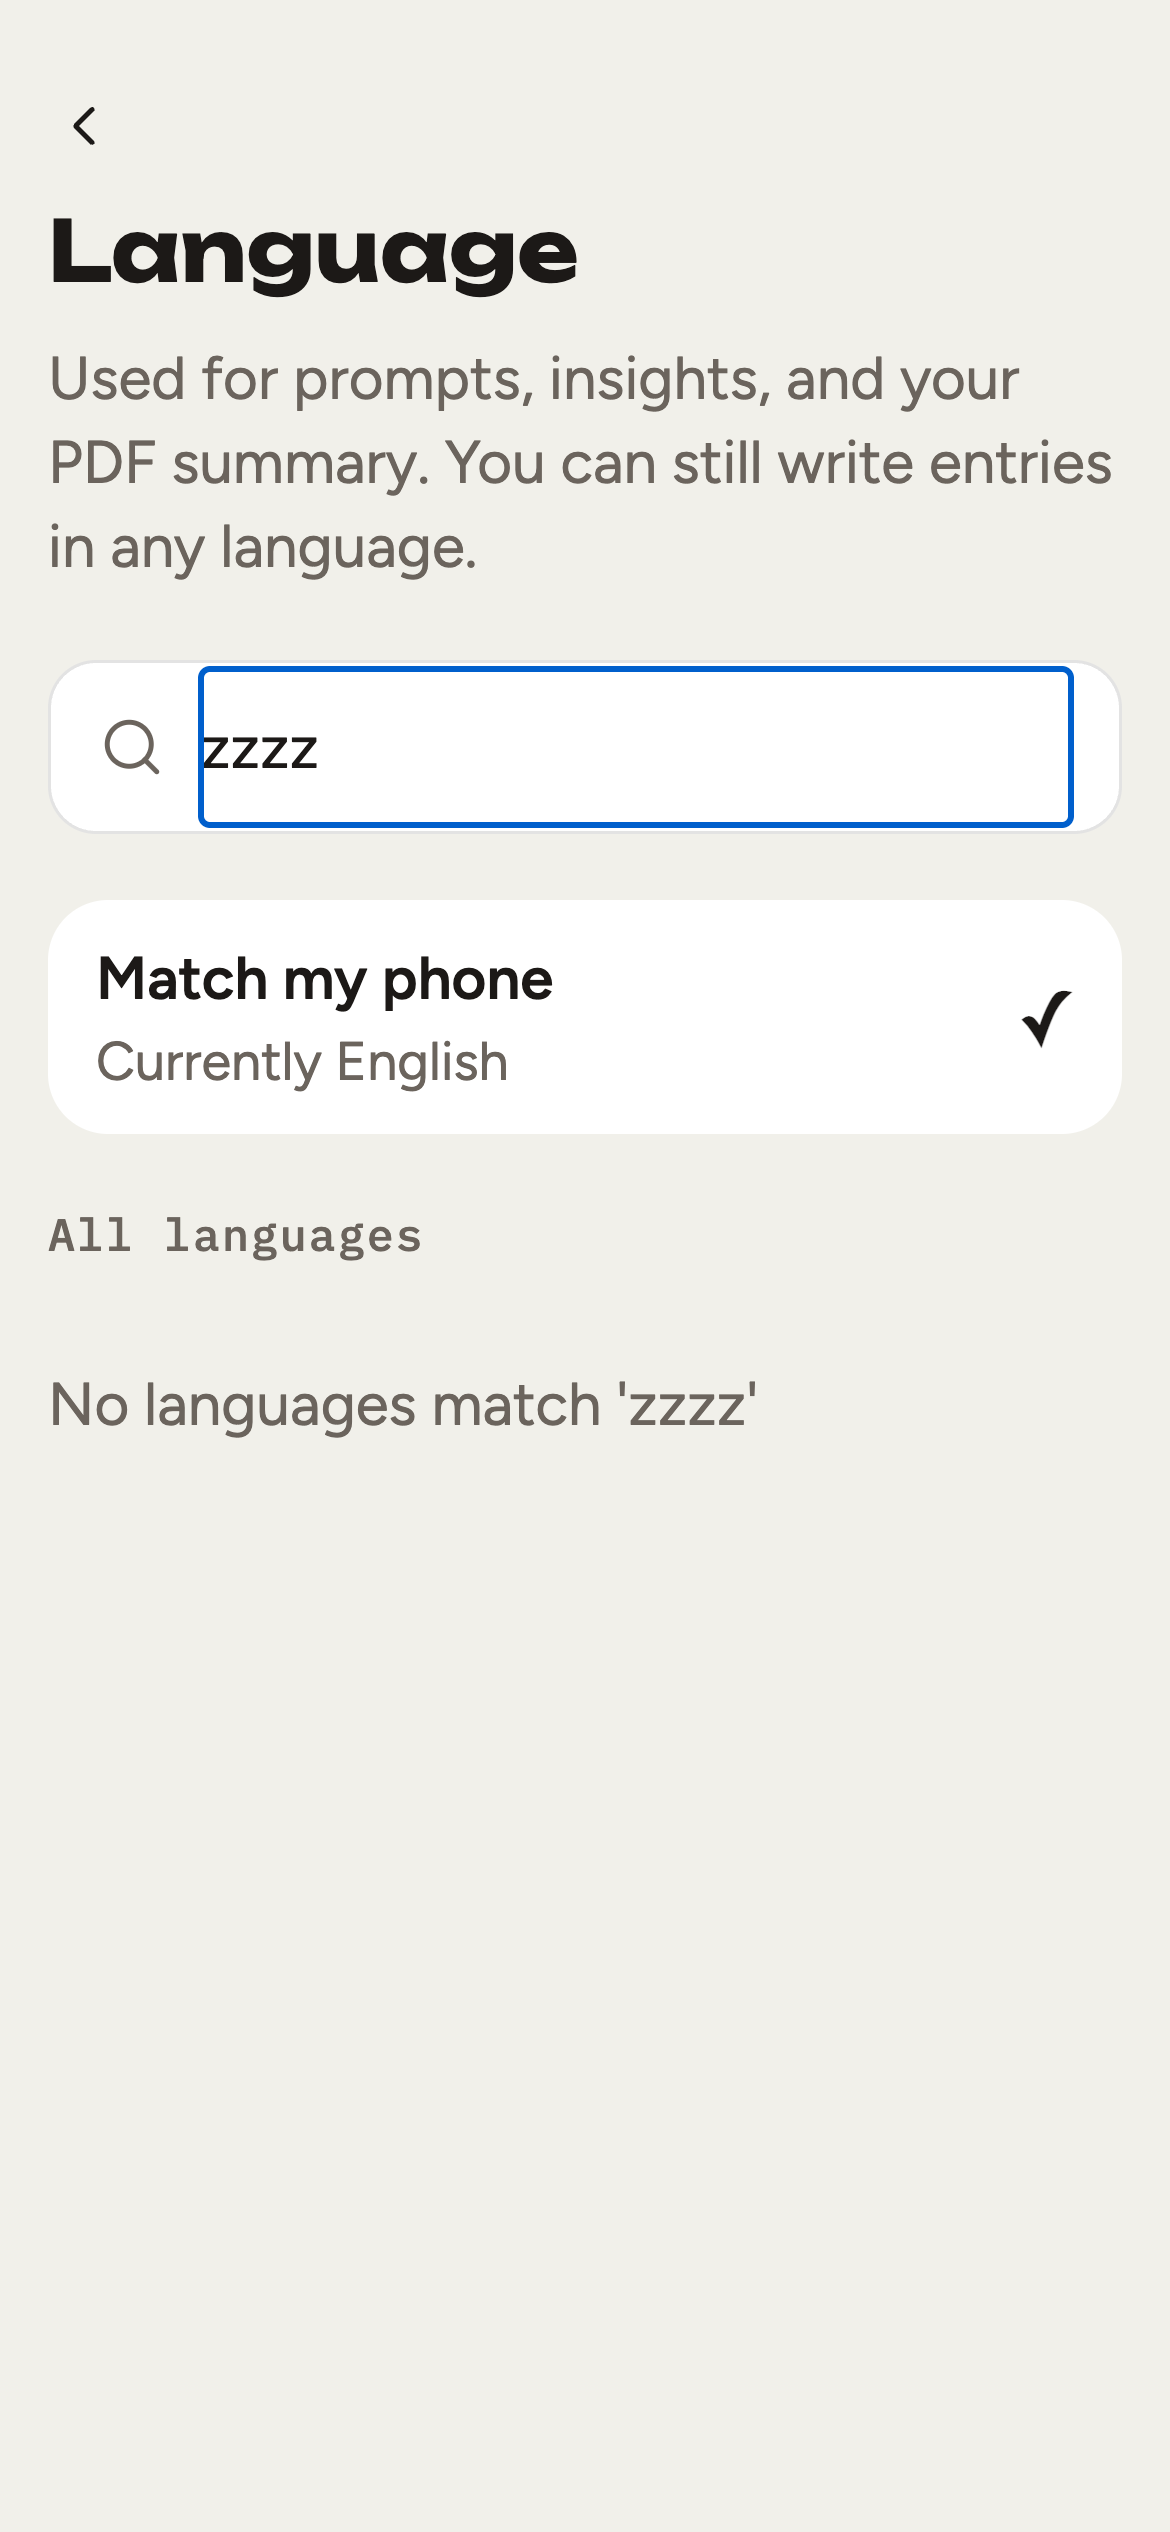 Language
Used for prompts, insights, and your
PDF summary. You can still write entries
in any language.
zzzz
Match my phone
Currently English
All languages
No languages match 'zzzz'